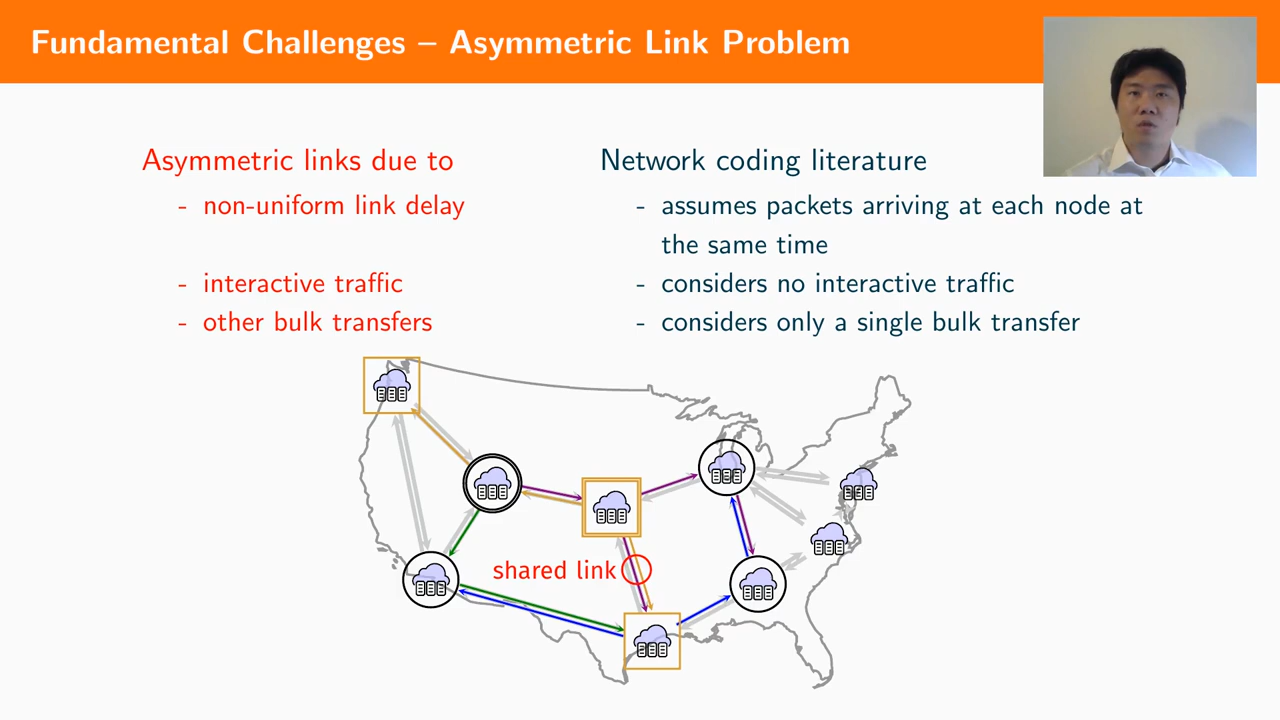 Fundamental Challenges – Asymmetric Link Problem
Asymmetric links due to
- non-uniform link delay
- interactive traffic
- other bulk transfers
Network coding literature
- assumes packets arriving at each node at
the same time
- considers no interactive traffic
- considers only a single bulk transfer
shared link